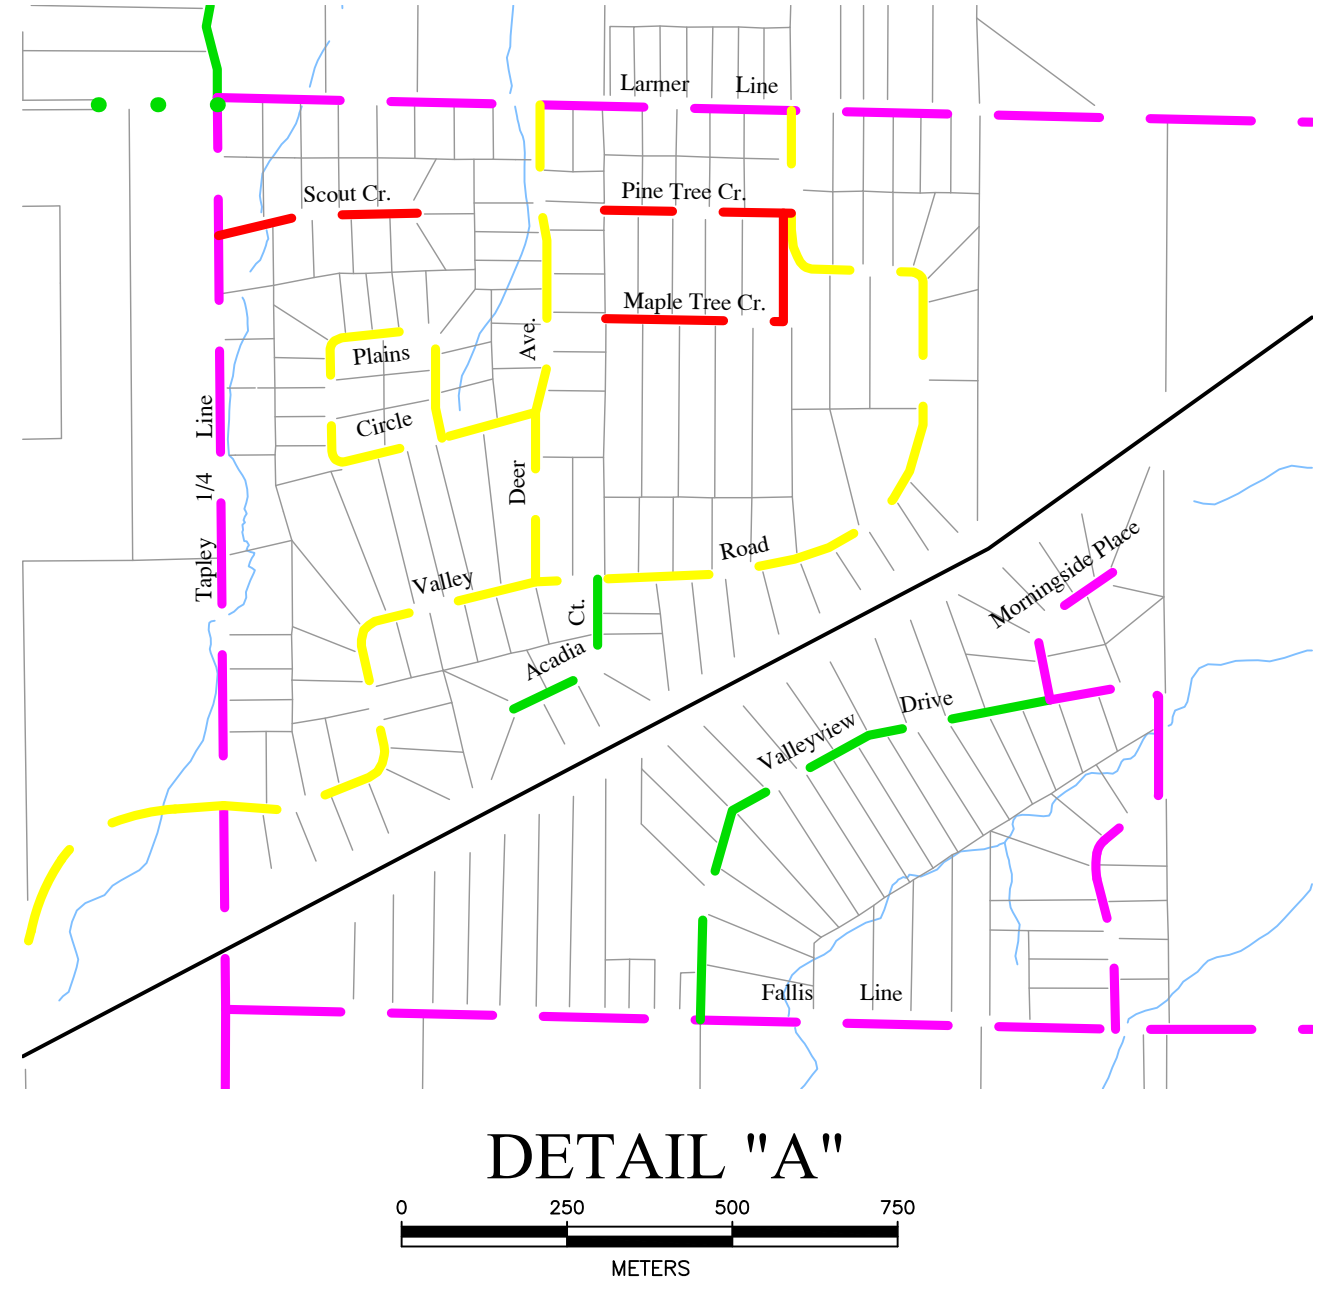 Larmer Line
Scout Cr.
Pine Tree Cr.
Maple Tree Cr.
Plains
Circle
Deer Ave.
Tapley 1/4 Line
Valley Road
Acadia Ct.
Morningside Place
Valleyview Drive
Fallis Line
DETAIL "A"
0 250 500 750
METERS